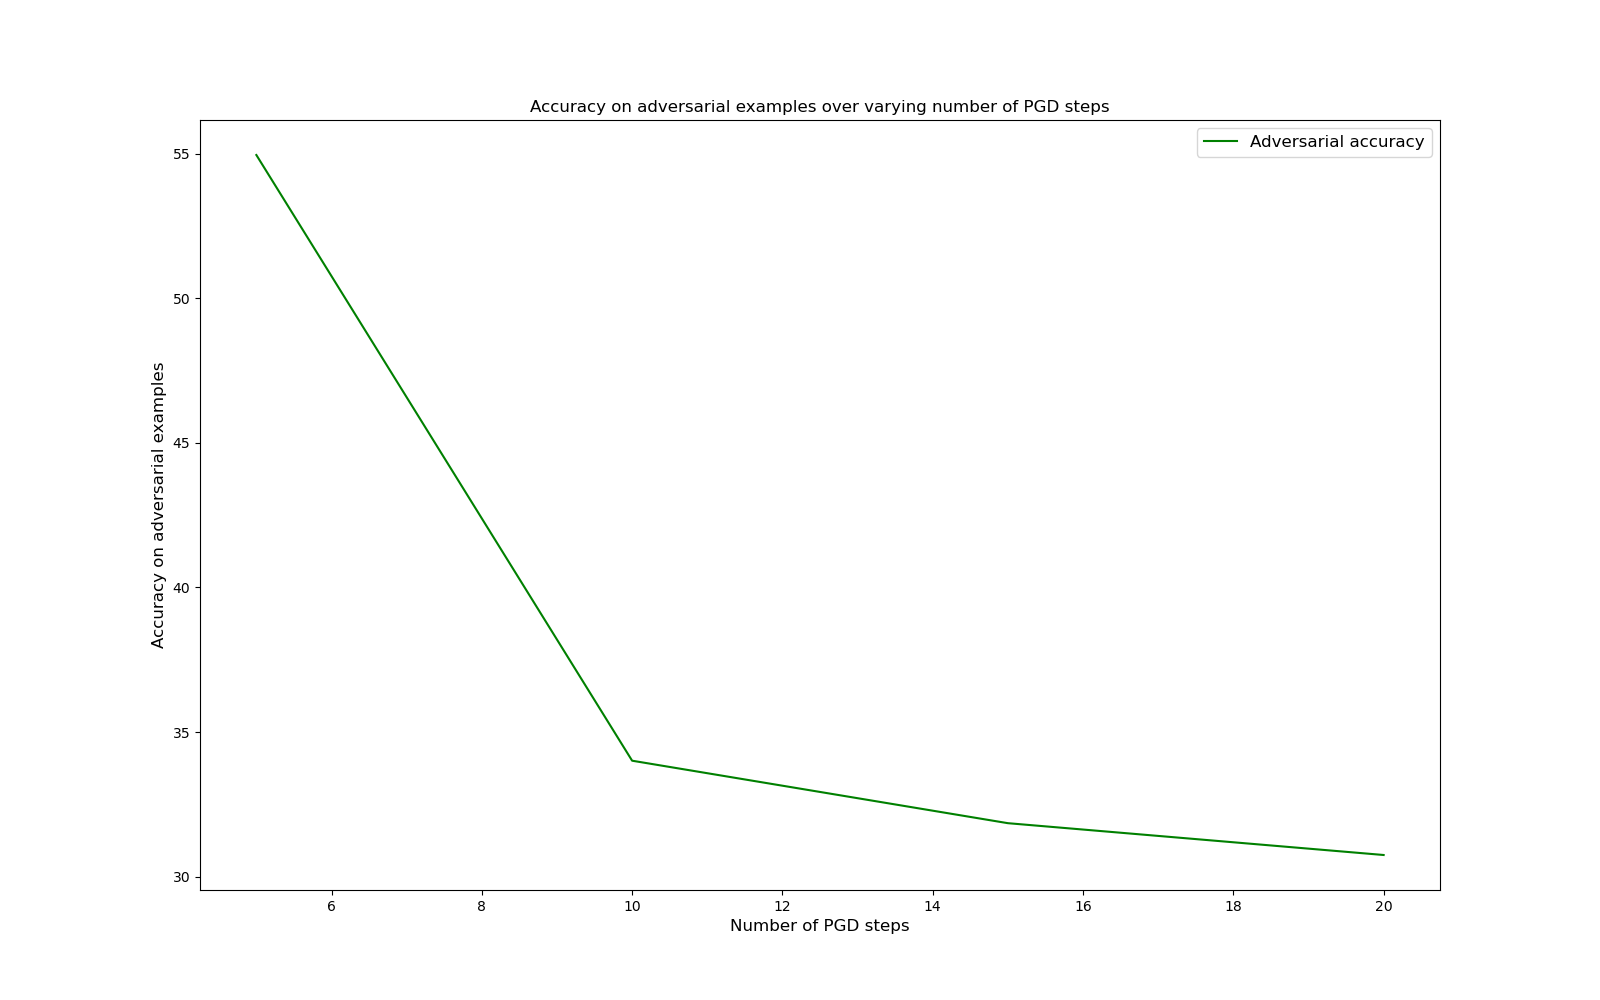 Accuracy on adversarial examples over varying number of PGD steps
Adversarial accuracy
Accuracy on adversarial examples
55
50
45
40
35
30
6 8 10 12 14 16 18 20
Number of PGD steps